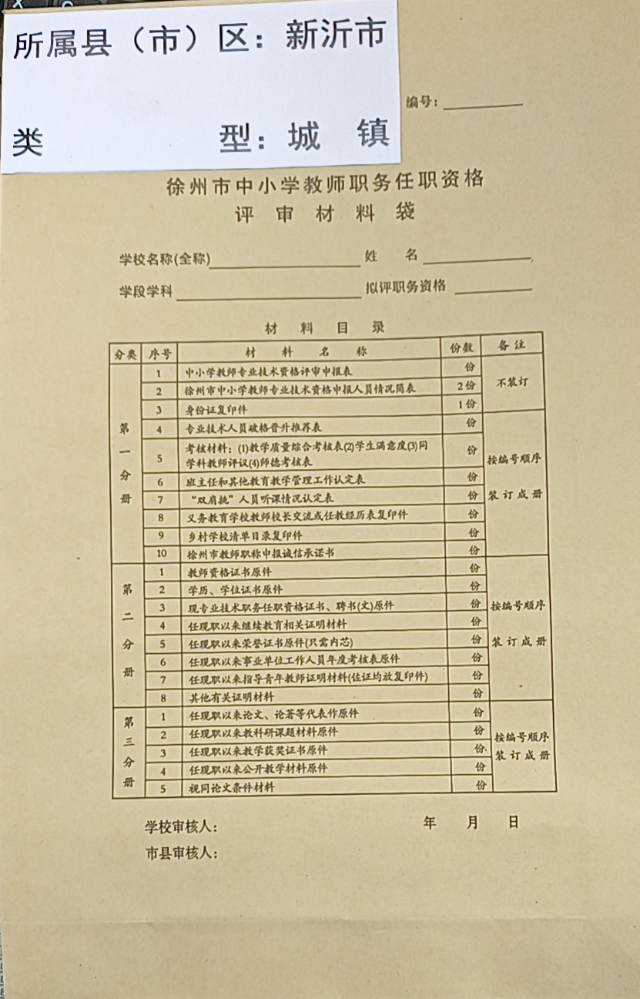 所属县（市）区：新沂市
类型：城 镇
编号：
徐州市中小学教师职务任职资格
评 审 材 料 袋
学校名称(全称) 姓 名
学段学科 拟评职务资格
材 料 目 录
分类 序号 材 料 名 称 份数 备注
第一分册 1 中小学教师专业技术资格评审申报表 份 不装订
2 徐州市中小学教师专业技术资格申报人员情况简表 2份
3 身份证复印件 1份
4 专业技术人员破格晋升推荐表 份 按编号顺序装订成册
5 考核材料：(1)教学质量综合考核表(2)学生满意度(3)同
学科教师评议(4)师德考核表 份
6 班主任和其他教育教学管理工作认定表 份
7 “双肩挑”人员听课情况认定表 份
8 义务教育学校教师校长交流或任教经历表复印件 份
9 乡村学校清单目录复印件 份
10 徐州市教师职称申报诚信承诺书 份
第二分册 1 教师资格证书原件 份 按编号顺序装订成册
2 学历、学位证书原件 份
3 现专业技术职务任职资格证书、聘书(文)原件 份
4 任现职以来继续教育相关证明材料 份
5 任现职以来荣誉证书原件(只需内芯) 份
6 任现职以来事业单位工作人员年度考核表原件 份
7 任现职以来指导青年教师证明材料(佐证均放复印件) 份
8 其他有关证明材料 份
第三分册 1 任现职以来论文、论著等代表作原件 份 按编号顺序装订成册
2 任现职以来教科研课题材料原件 份
3 任现职以来教学获奖证书原件 份
4 任现职以来公开教学材料原件 份
5 视同论文条件材料 份
学校审核人： 年 月 日
市县审核人：